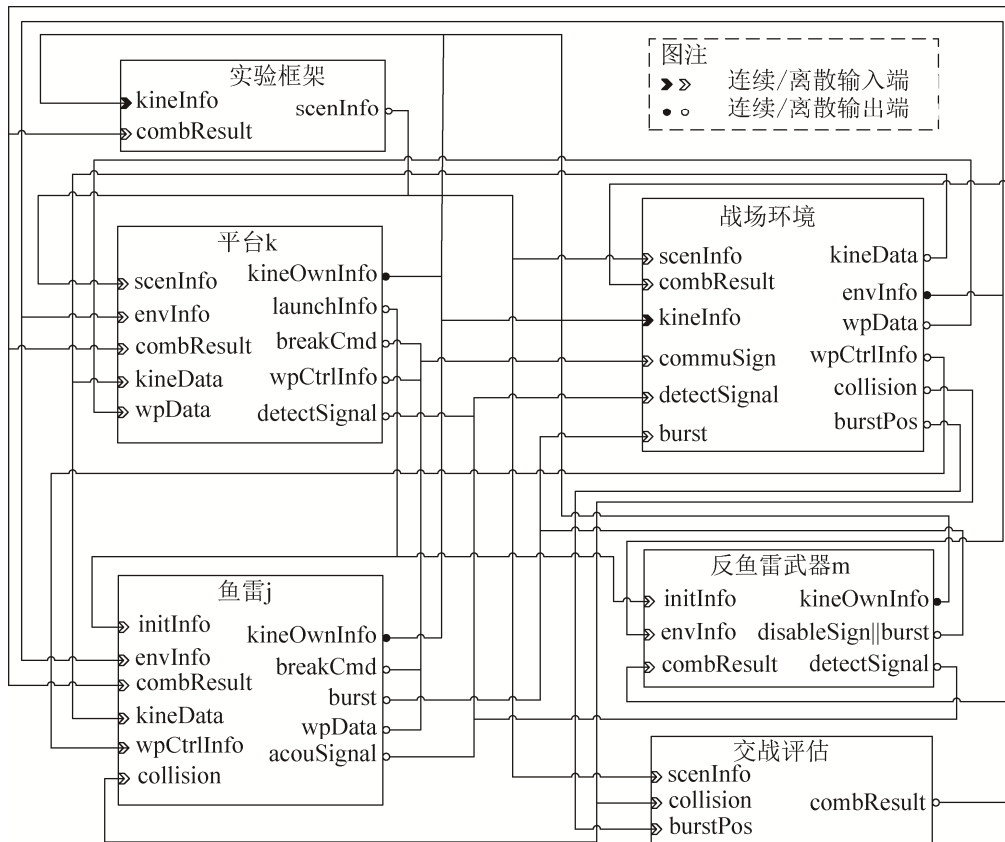 实验框架
kineInfo
combResult
scenInfo
图注
连续/离散输入端
连续/离散输出端
平台k
scenInfo
envInfo
combResult
kineData
wpData
kineOwnInfo
launchInfo
breakCmd
wpCtrlInfo
detectSignal
战场环境
scenInfo
combResult
kineInfo
commuSign
detectSignal
burst
kineData
envInfo
wpData
wpCtrlInfo
collision
burstPos
鱼雷j
initInfo
envInfo
combResult
kineData
wpCtrlInfo
collision
kineOwnInfo
breakCmd
burst
wpData
acouSignal
反鱼雷武器m
initInfo
envInfo
combResult
kineOwnInfo
disableSign||burst
detectSignal
交战评估
scenInfo
collision
burstPos
combResult